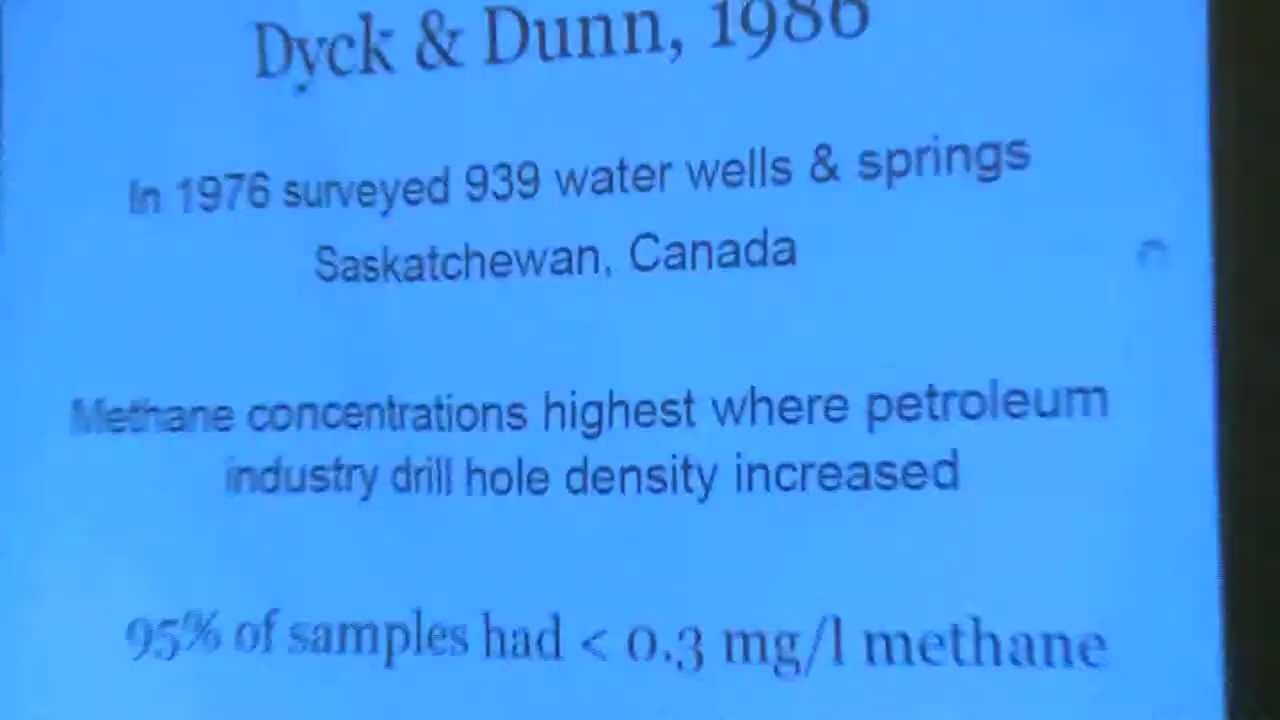 Dyck & Dunn, 1986
In 1976 surveyed 939 water wells & springs
Saskatchewan, Canada
Methane concentrations highest where petroleum
industry drill hole density increased
95% of samples had < 0.3 mg/l methane